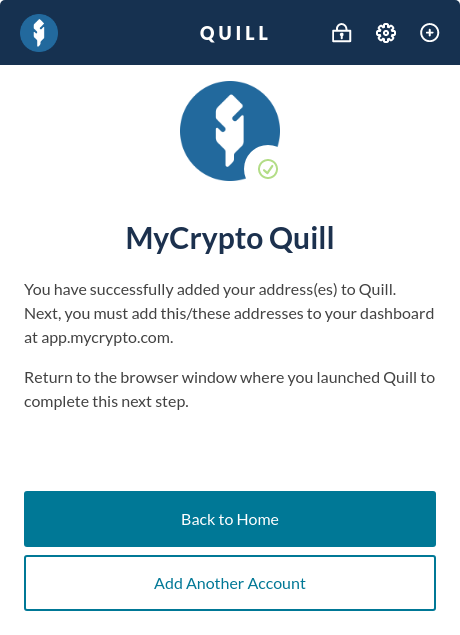 QUILL
MyCrypto Quill
You have successfully added your address(es) to Quill.
Next, you must add this/these addresses to your dashboard
at app.mycrypto.com.
Return to the browser window where you launched Quill to
complete this next step.
Back to Home
Add Another Account